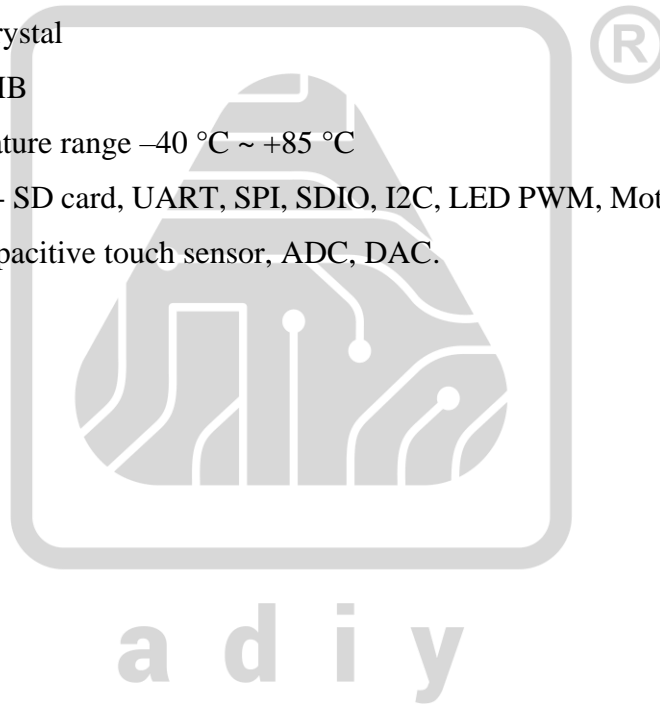 rystal
IB
ature range –40 °C ~ +85 °C
- SD card, UART, SPI, SDIO, I2C, LED PWM, Mot
pacitive touch sensor, ADC, DAC.
®
adiy